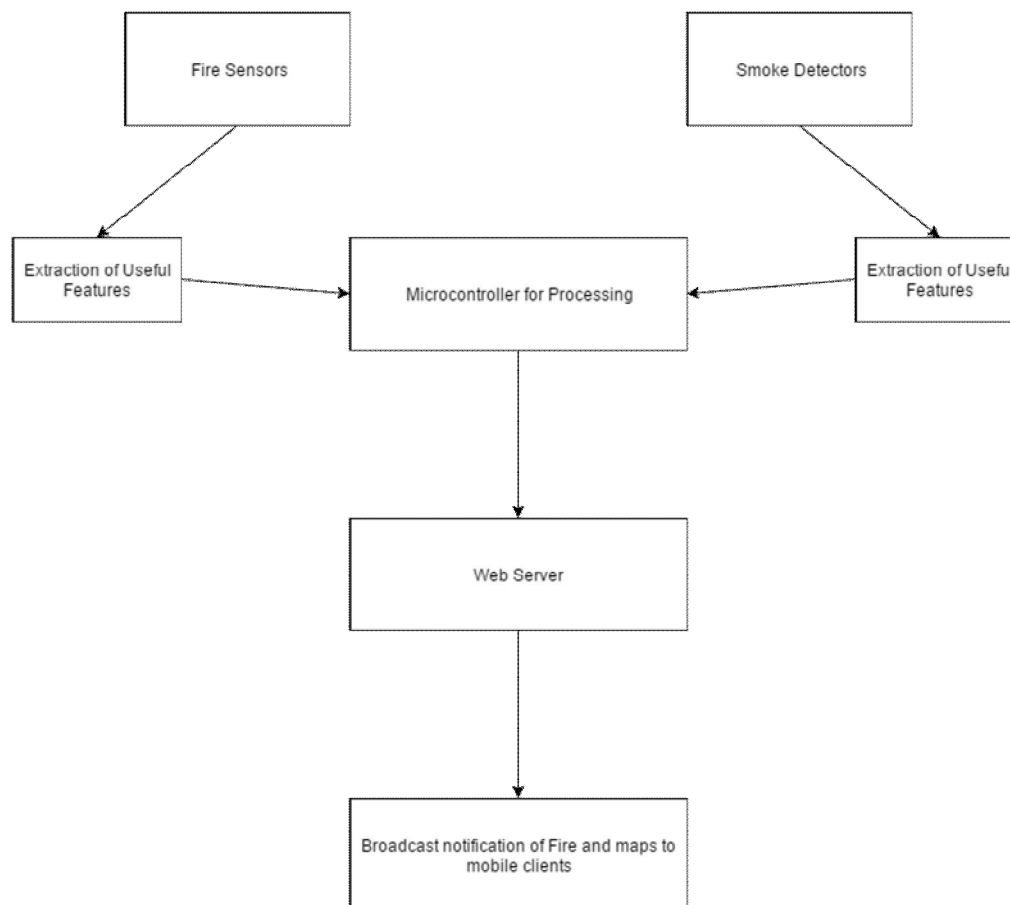 Fire Sensors
Smoke Detectors
Extraction of Useful
Features
Microcontroller for Processing
Extraction of Useful
Features
Web Server
Broadcast notification of Fire and maps to
mobile clients